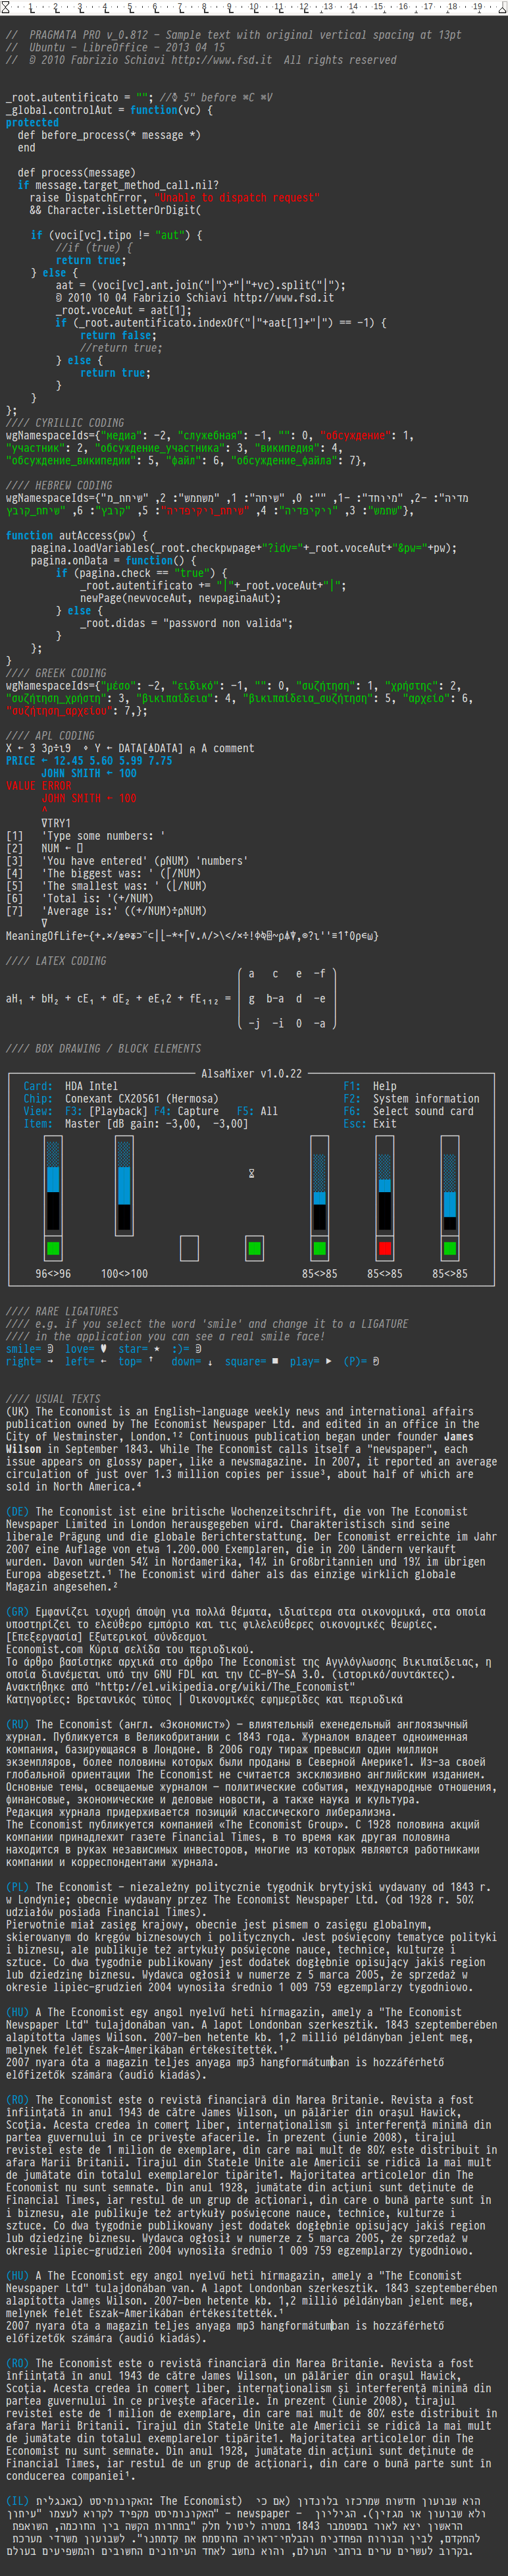 //  PRAGMATA PRO v_0.812 - Sample text with original vertical spacing at 13pt
//  Ubuntu - LibreOffice - 2013 04 15
//  © 2010 Fabrizio Schiavi http://www.fsd.it  All rights reserved
_root.autentificato = ""; // 5" before ⌘C ⌘V
_global.controlAut = function(vc) {
protected
  def before_process(* message *)
  end
  def process(message)
  if message.target_method_call.nil?
    raise DispatchError, "Unable to dispatch request"
    && Character.isLetterOrDigit(
    if (voci[vc].tipo != "aut") {
        //if (true) {
        return true;
    } else {
        aat = (voci[vc].ant.join("|")+"|"+vc).split("|");
        © 2010 10 04 Fabrizio Schiavi http://www.fsd.it
        _root.voceAut = aat[1];
        if (_root.autentificato.indexOf("|"+aat[1]+"|") == -1) {
            return false;
            //return true;
        } else {
            return true;
        }
    }
};
//// CYRILLIC CODING
wgNamespaceIds={"медиа": -2, "служебная": -1, "": 0, "обсуждение": 1,
"участник": 2, "обсуждение_участника": 3, "википедия": 4,
"обсуждение_википедии": 5, "файл": 6, "обсуждение_файла": 7},
//// HEBREW CODING
wgNamespaceIds={"מדיה": -2, "מיוחד": -1, "": 0, "שיחה": 1, "משתמש": 2, "שיחת_מ
שתמש": 3, "ויקיפדיה": 4, "שיחת_ויקיפדיה": 5, "קובץ": 6, "שיחת_קובץ"},
function autAccess(pw) {
    pagina.loadVariables(_root.checkpwpage+"?idv="+_root.voceAut+"&pw="+pw);
    pagina.onData = function() {
        if (pagina.check == "true") {
            _root.autentificato += "|"+_root.voceAut+"|";
            newPage(newvoceAut, newpaginaAut);
        } else {
            _root.didas = "password non valida";
        }
    };
}
//// GREEK CODING
wgNamespaceIds={"μέσο": -2, "ειδικό": -1, "": 0, "συζήτηση": 1, "χρήστης": 2,
"συζήτηση_χρήστη": 3, "βικιπαίδεια": 4, "βικιπαίδεια_συζήτηση": 5, "αρχείο": 6,
"συζήτηση_αρχείου": 7,};
//// APL CODING
X ← 3 3⍴÷⍳9  ⋄ Y ← DATA[⍋DATA] ⍝ A comment
PRICE ← 12.45 5.60 5.99 7.75
      JOHN SMITH ← 100
VALUE ERROR
      JOHN SMITH ← 100
      ^
      ∇TRY1
[1]   'Type some numbers: '
[2]   NUM ← ⎕
[3]   'You have entered' (⍴NUM) 'numbers'
[4]   'The biggest was: ' (⌈/NUM)
[5]   'The smallest was: ' (⌊/NUM)
[6]   'Total is: '(+/NUM)
[7]   'Average is:' ((+/NUM)÷⍴NUM)
      ∇
//// LATEX CODING
aH₁ + bH₂ + cE₁ + dE₂ + eE₁2 + fE₁₁₂ =
a   c   e  -f
g  b-a  d  -e
-j  -i  0  -a
//// BOX DRAWING / BLOCK ELEMENTS
AlsaMixer v1.0.22
Card:  HDA Intel  F1:  Help
Chip:  Conexant CX20561 (Hermosa)  F2:  System information
View:  F3: [Playback] F4: Capture   F5: All  F6:  Select sound card
Item:  Master [dB gain: -3,00,  -3,00]  Esc: Exit
96<>96  100<>100  85<>85  85<>85  85<>85
//// RARE LIGATURES
//// e.g. if you select the word 'smile' and change it to a LIGATURE
//// in the application you can see a real smile face!
smile=  love= ♥  star= ★  :)=
right= →  left= ←  top= ↑   down= ↓  square= ■  play= ▶  (P)=
//// USUAL TEXTS
(UK) The Economist is an English-language weekly news and international affairs
publication owned by The Economist Newspaper Ltd. and edited in an office in the
City of Westminster, London.¹² Continuous publication began under founder James
Wilson in September 1843. While The Economist calls itself a "newspaper", each
issue appears on glossy paper, like a newsmagazine. In 2007, it reported an average
circulation of just over 1.3 million copies per issue³, about half of which are
sold in North America.⁴
(DE) The Economist ist eine britische Wochenzeitschrift, die von The Economist
Newspaper Limited in London herausgegeben wird. Charakteristisch sind seine
liberale Prägung und die globale Berichterstattung. Der Economist erreichte im Jahr
2007 eine Auflage von etwa 1.200.000 Exemplaren, die in 200 Ländern verkauft
wurden. Davon wurden 54% in Nordamerika, 14% in Großbritannien und 19% im übrigen
Europa abgesetzt.¹ The Economist wird daher als das einzige wirklich globale
Magazin angesehen.²
(GR) Εμφανίζει ισχυρή άποψη για πολλά θέματα, ιδιαίτερα στα οικονομικά, στα οποία
υποστηρίζει το ελεύθερο εμπόριο και τις φιλελεύθερες οικονομικές θεωρίες.
[Επεξεργασία] Εξωτερικοί σύνδεσμοι
Economist.com Κύρια σελίδα του περιοδικού.
Το άρθρο βασίστηκε αρχικά στο άρθρο The Economist της Αγγλόγλωσσης Βικιπαίδειας, η
οποία διανέμεται υπό την GNU FDL και την CC-BY-SA 3.0. (ιστορικό/συντάκτες).
Ανακτήθηκε από "http://el.wikipedia.org/wiki/The_Economist"
Κατηγορίες: Βρετανικός τύπος | Οικονομικές εφημερίδες και περιοδικά
(RU) The Economist (англ. «Экономист») — влиятельный еженедельный англоязычный
журнал. Публикуется в Великобритании с 1843 года. Журналом владеет одноименная
компания, базирующаяся в Лондоне. В 2006 году тираж превысил один миллион
экземпляров, более половины которых были проданы в Северной Америке1. Из-за своей
глобальной ориентации The Economist не считается эксклюзивно английским изданием.
Основные темы, освещаемые журналом — политические события, международные отношения,
финансовые, экономические и деловые новости, а также наука и культура.
Редакция журнала придерживается позиций классического либерализма.
The Economist публикуется компанией «The Economist Group». С 1928 половина акций
компании принадлежит газете Financial Times, в то время как другая половина
находится в руках независимых инвесторов, многие из которых являются работниками
компании и корреспондентами журнала.
(PL) The Economist – niezależny politycznie tygodnik brytyjski wydawany od 1843 r.
w Londynie; obecnie wydawany przez The Economist Newspaper Ltd. (od 1928 r. 50%
udziałów posiada Financial Times).
Pierwotnie miał zasięg krajowy, obecnie jest pismem o zasięgu globalnym,
skierowanym do kręgów biznesowych i politycznych. Jest poświęcony tematyce polityki
i biznesu, ale publikuje też artykuły poświęcone nauce, technice, kulturze i
sztuce. Co dwa tygodnie publikowany jest dodatek dogłębnie opisujący jakiś region
lub dziedzinę biznesu. Wydawca ogłosił w numerze z 5 marca 2005, że sprzedaż w
okresie lipiec-grudzień 2004 wynosiła średnio 1 009 759 egzemplarzy tygodniowo.
(HU) A The Economist egy angol nyelvű heti hírmagazin, amely a "The Economist
Newspaper Ltd" tulajdonában van. A lapot Londonban szerkesztik. 1843 szeptemberében
alapította James Wilson. 2007-ben hetente kb. 1,2 millió példányban jelent meg,
melynek felét Észak-Amerikában értékesítették.¹
2007 nyara óta a magazin teljes anyaga mp3 hangformátumban is hozzáférhető
előfizetők számára (audió kiadás).
(RO) The Economist este o revistă financiară din Marea Britanie. Revista a fost
înființată în anul 1943 de către James Wilson, un pălărier din orașul Hawick,
Scoția. Acesta credea în comerț liber, internaționalism și interferență minimă din
partea guvernului în ce privește afacerile. În prezent (iunie 2008), tirajul
revistei este de 1 milion de exemplare, din care mai mult de 80% este distribuit în
afara Marii Britanii. Tirajul din Statele Unite ale Americii se ridică la mai mult
de jumătate din totalul exemplarelor tipărite1. Majoritatea articolelor din The
Economist nu sunt semnate. Din anul 1928, jumătate din acțiuni sunt deținute de
Financial Times, iar restul de un grup de acționari, din care o bună parte sunt în
i biznesu, ale publikuje też artykuły poświęcone nauce, technice, kulturze i
sztuce. Co dwa tygodnie publikowany jest dodatek dogłębnie opisujący jakiś region
lub dziedzinę biznesu. Wydawca ogłosił w numerze z 5 marca 2005, że sprzedaż w
okresie lipiec-grudzień 2004 wynosiła średnio 1 009 759 egzemplarzy tygodniowo.
(HU) A The Economist egy angol nyelvű heti hírmagazin, amely a "The Economist
Newspaper Ltd" tulajdonában van. A lapot Londonban szerkesztik. 1843 szeptemberében
alapította James Wilson. 2007-ben hetente kb. 1,2 millió példányban jelent meg,
melynek felét Észak-Amerikában értékesítették.¹
2007 nyara óta a magazin teljes anyaga mp3 hangformátumban is hozzáférhető
előfizetők számára (audió kiadás).
(RO) The Economist este o revistă financiară din Marea Britanie. Revista a fost
înființată în anul 1943 de către James Wilson, un pălărier din orașul Hawick,
Scoția. Acesta credea în comerț liber, internaționalism și interferență minimă din
partea guvernului în ce privește afacerile. În prezent (iunie 2008), tirajul
revistei este de 1 milion de exemplare, din care mai mult de 80% este distribuit în
afara Marii Britanii. Tirajul din Statele Unite ale Americii se ridică la mai mult
de jumătate din totalul exemplarelor tipărite1. Majoritatea articolelor din The
Economist nu sunt semnate. Din anul 1928, jumătate din acțiuni sunt deținute de
Financial Times, iar restul de un grup de acționari, din care o bună parte sunt în
conducerea companiei¹.
(IL) האקונומיסט (באנגלית: The Economist) הוא שבועון חדשות שמרכזו בלונדון (אם כי
הגיליון - newspaper - "האקונומיסט מקפיד לקרוא לעצמו "עיתון ולא שבועון או מגזין).
הראשון יצא לאור בספטמבר 1843 במטרה ליטול חלק "בתחרות הקשה בין החוכמה, השואפת
להתקדם, לבין הבורות הפחדנית והבלתי-ראויה החוסמת את קדמתנו". לשבועון משרדי מערכת
בקרוב לעשרים ערים ברחבי העולם, והוא נחשב לאחד העיתונים החשובים והמשפיעים בעולם.